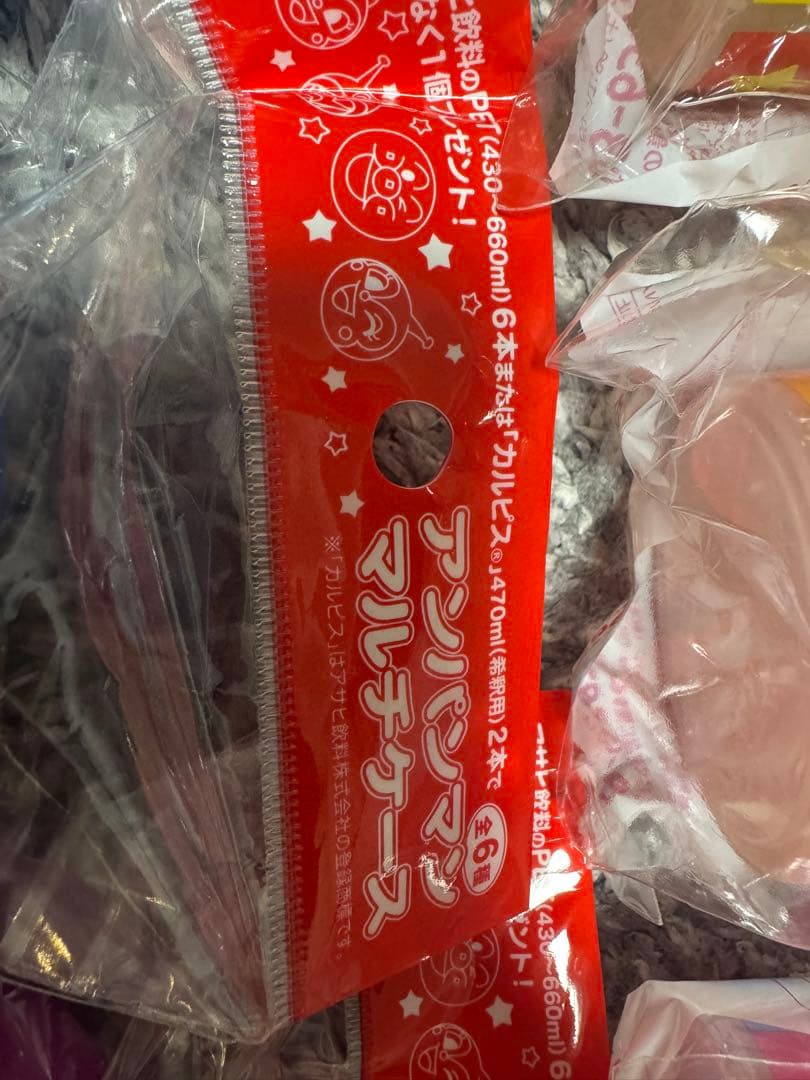 飲料のPET(430〜660ml)6本または「カルピス®」470ml(希釈用)2本で
なく1個プレゼント!
アンパンマン
全6種
マルチケース
※「カルピス」はアサヒ飲料株式会社の登録商標です。
アサヒ飲料のPET(430〜660ml)6
ゼント!